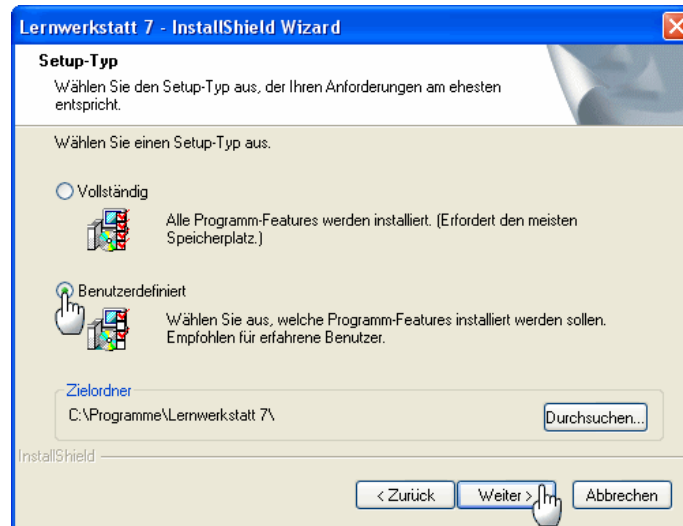 Lernwerkstatt 7 - InstallShield Wizard
Setup-Typ
Wählen Sie den Setup-Typ aus, der Ihren Anforderungen am ehesten
entspricht.
Wählen Sie einen Setup-Typ aus.
Vollständig
Alle Programm-Features werden installiert. (Erfordert den meisten
Speicherplatz.)
Benutzerdefiniert
Wählen Sie aus, welche Programm-Features installiert werden sollen.
Empfohlen für erfahrene Benutzer.
Zielordner
C:\Programme\Lernwerkstatt 7\
Durchsuchen...
InstallShield
< Zurück
Weiter >
Abbrechen